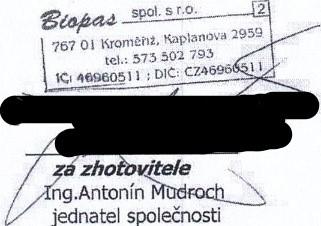 Biopas spol. s r.o. 2
767 01 Kroměříž, Kaplanova 2959
tel.: 573 502 793
IČ: 46960511 ; DIČ: CZ46960511
za zhotovitele
Ing.Antonín Mudroch
jednatel společnosti